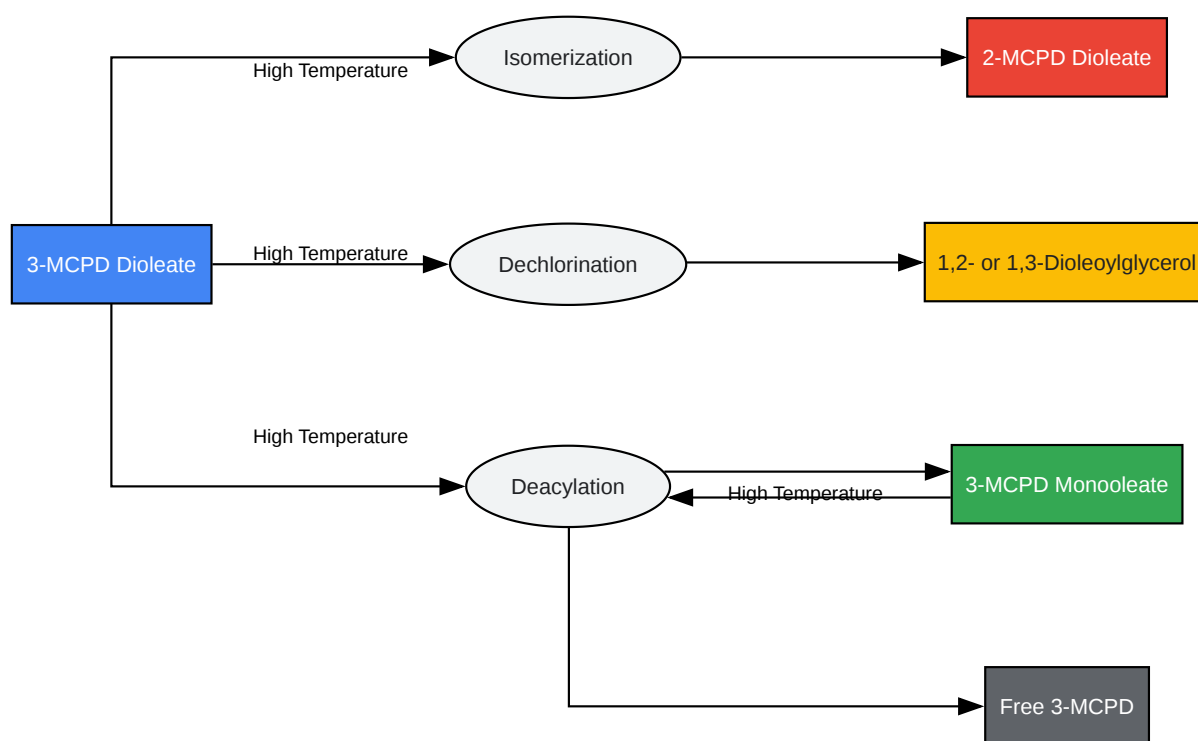 Isomerization
2-MCPD Dioleate
High Temperature
3-MCPD Dioleate
High Temperature
Dechlorination
1,2- or 1,3-Dioleoylglycerol
High Temperature
Deacylation
3-MCPD Monooleate
High Temperature
Free 3-MCPD